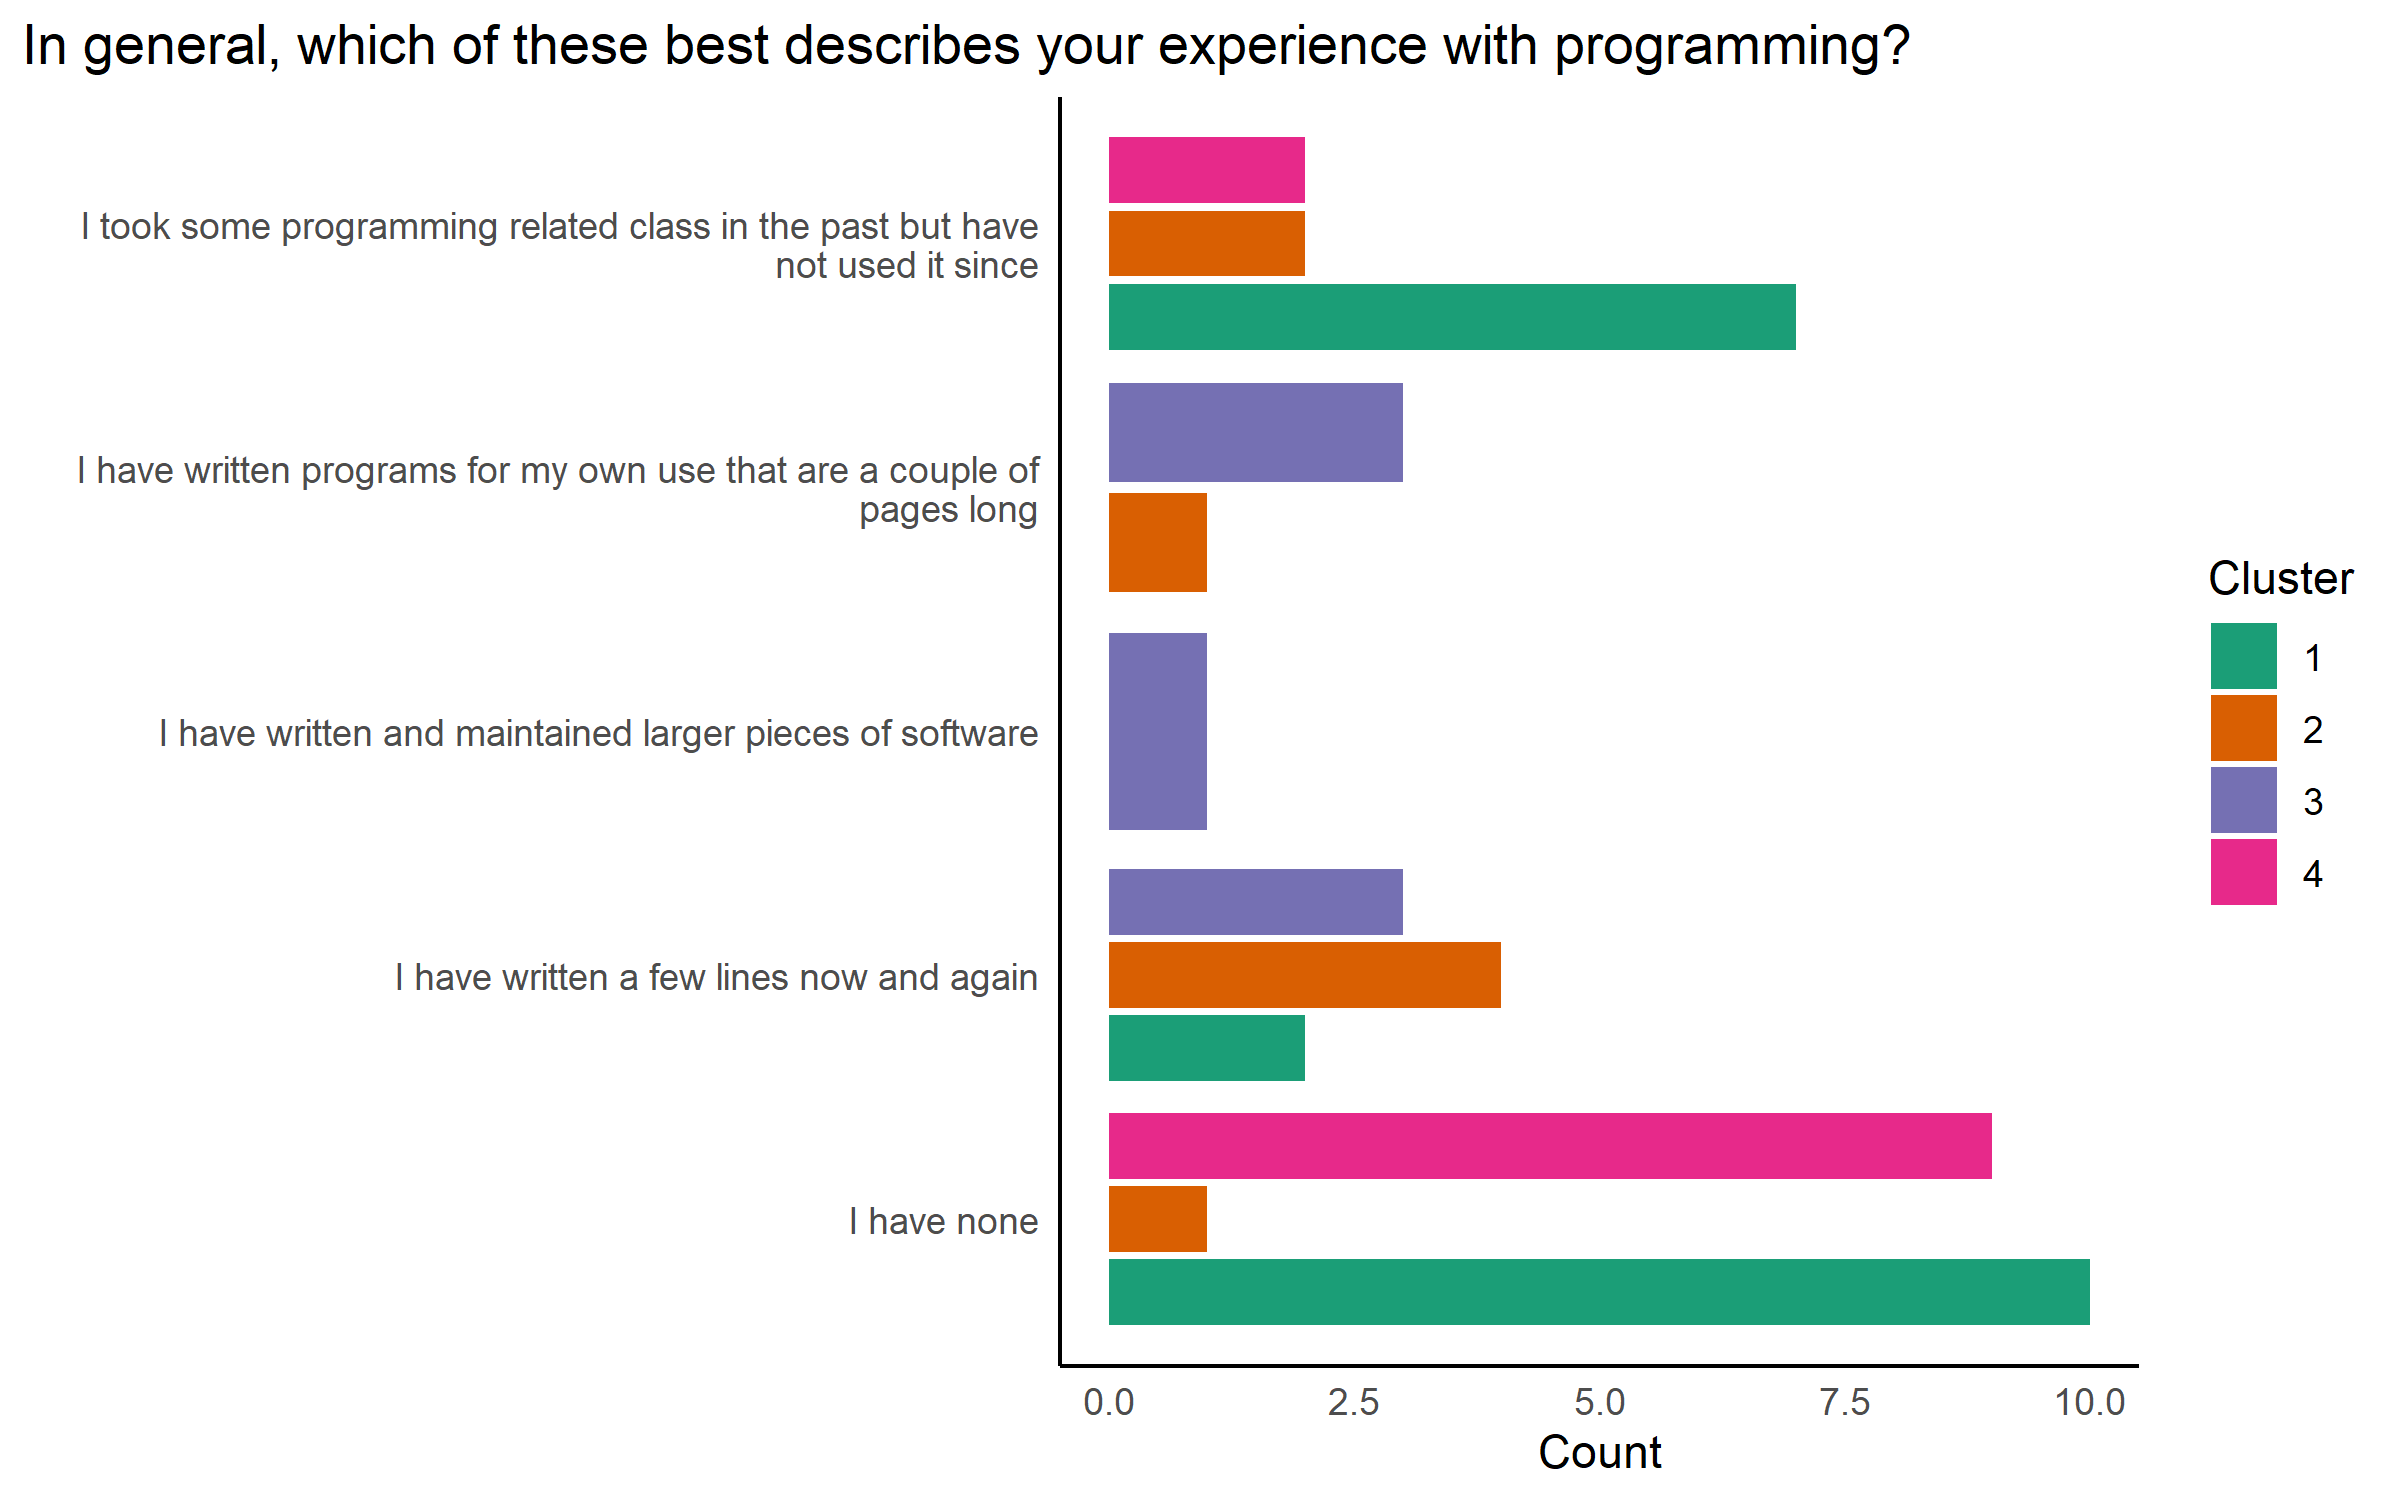 In general, which of these best describes your experience with programming?
I took some programming related class in the past but have
not used it since
I have written programs for my own use that are a couple of
pages long
I have written and maintained larger pieces of software
I have written a few lines now and again
I have none
0.0 2.5 5.0 7.5 10.0
Count
Cluster
1
2
3
4